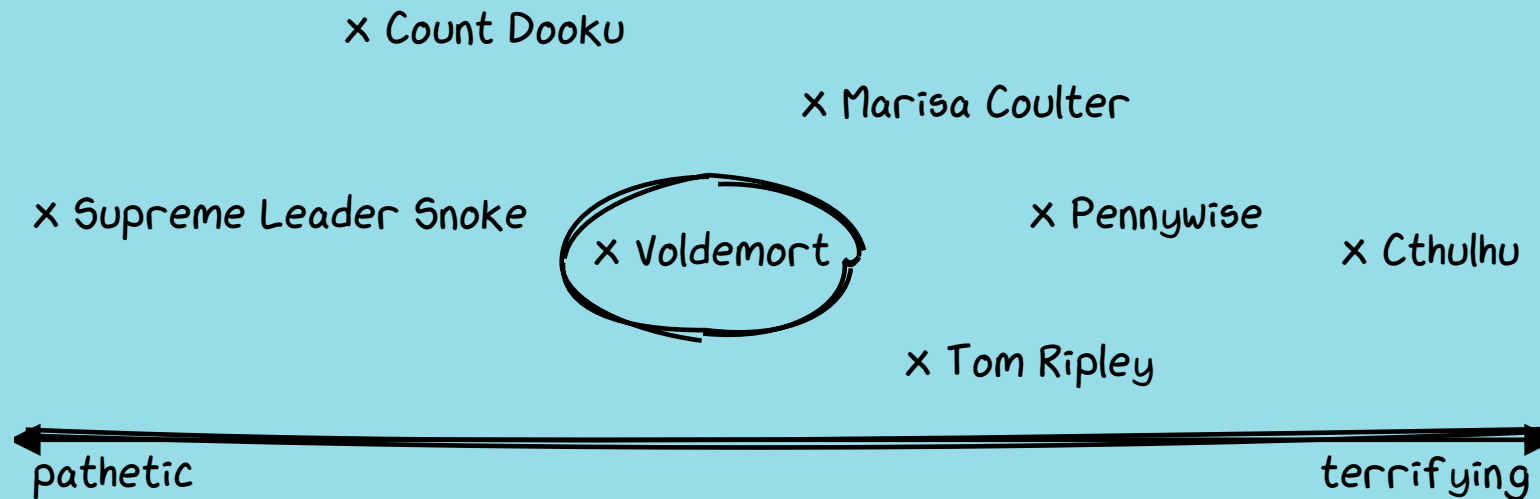 x Count Dooku
x Marisa Coulter
x Supreme Leader Snoke
x Pennywise
x Voldemort
x Cthulhu
x Tom Ripley
pathetic
terrifying